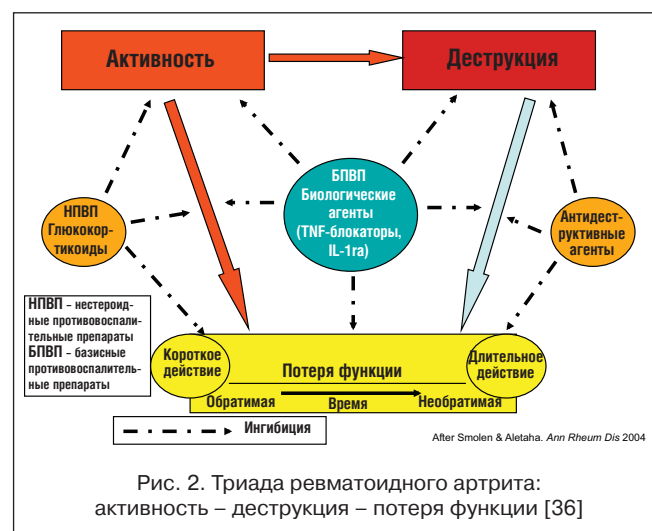 Активность
Деструкция
БПВП
Биологические
агенты
(TNF-блокаторы,
IL-1ra)
НПВП
Глюкокор-
тикоиды
Антидест-
руктивные
агенты
НПВП – нестероид-
ные противовоспали-
тельные препараты
БПВП – базисные
противовоспалитель-
ные препараты
Короткое
действие
Потеря функции
Длительное
действие
Обратимая
Время
Необратимая
Ингибиция
After Smolen & Aletaha. Ann Rheum Dis 2004
Рис. 2. Триада ревматоидного артрита:
активность – деструкция – потеря функции [36]